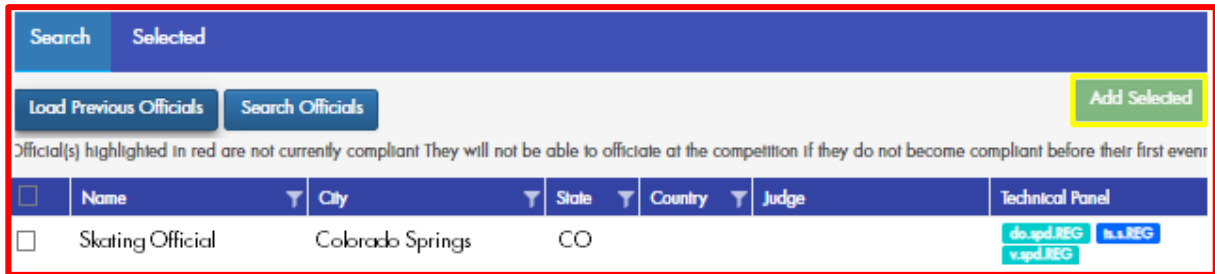 Search Selected
Load Previous Officials Search Officials Add Selected
Official(s) highlighted in red are not currently compliant They will not be able to officiate at the competition if they do not become compliant before their first event
Name City State Country Judge Technical Panel
Skating Official Colorado Springs CO do.spd.REG ts.s.REG
v.spd.REG